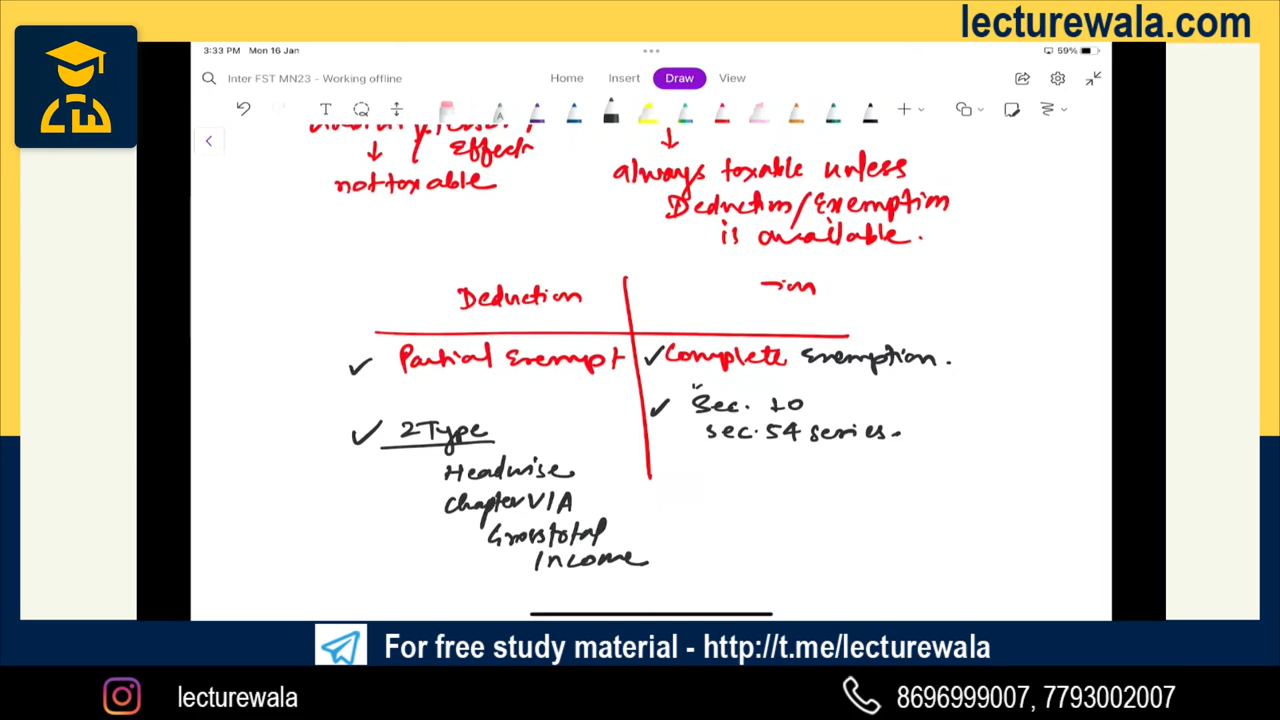 lecturewala.com
3:33 PM Mon 16 Jan
59%
Inter FST MN23 - Working offline
Home Insert Draw View
Effect
not taxable
always taxable unless
Deduction/Exemption
is available.
Deduction
Partial Exempt
Complete Exemption.
Sec. 10
sec. 54 series.
2 Type
Headwise
Chapter VIA
Gross total
Income
For free study material - http://t.me/lecturewala
lecturewala
8696999007, 7793002007